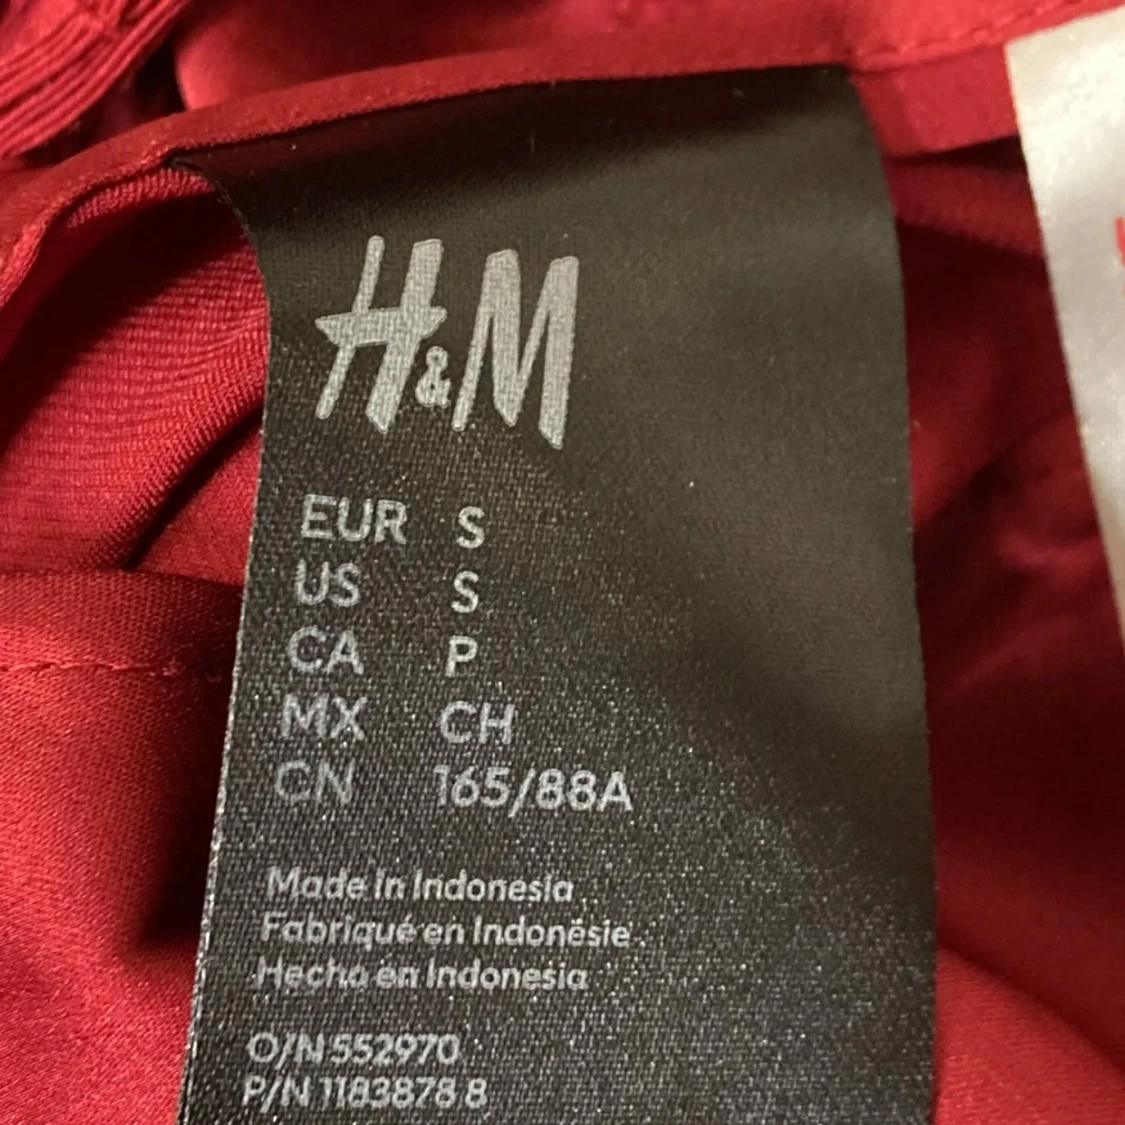 H&M
EUR S
US S
CA P
MX CH
CN 165/88A
Made in Indonesia
Fabriqué en Indonésie
Hecho en Indonesia
O/N 552970
P/N 1183878 8